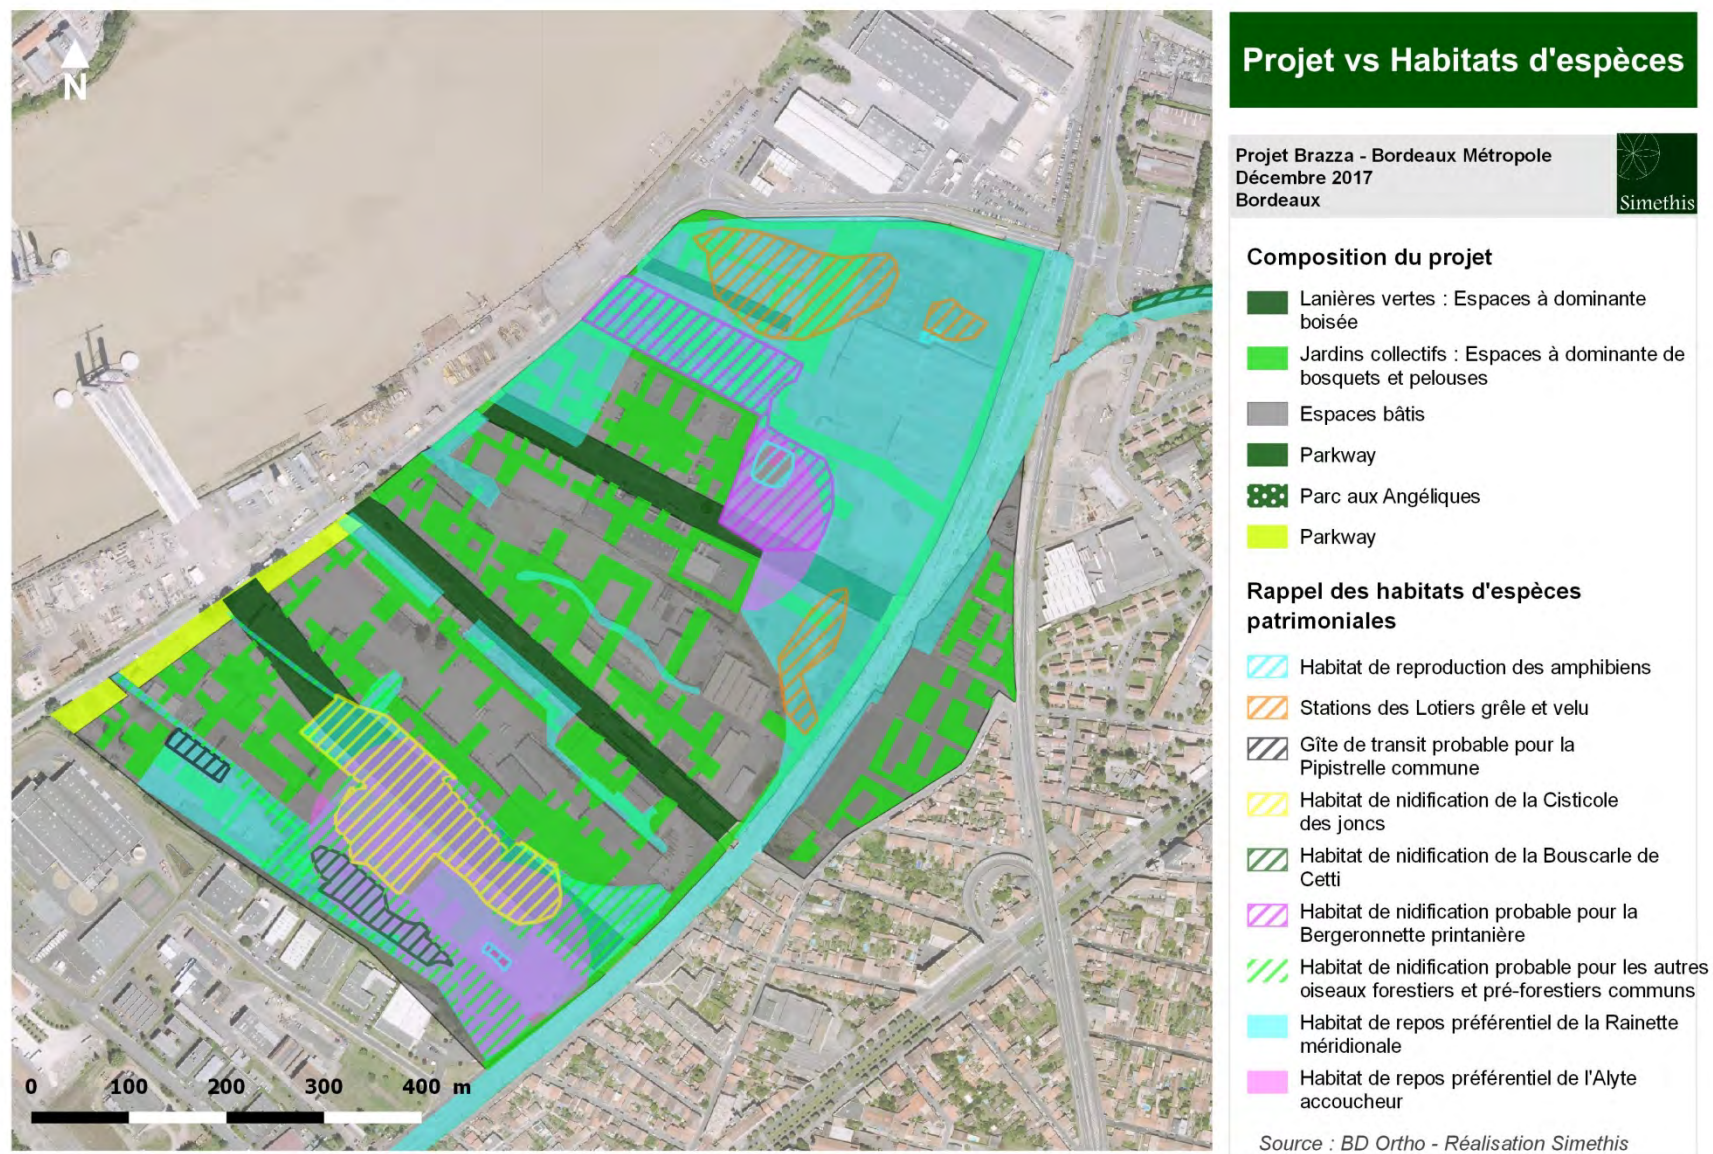 N
0 100 200 300 400 m
Projet vs Habitats d'espèces
Projet Brazza - Bordeaux Métropole
Décembre 2017
Bordeaux
Simethis
Composition du projet
Lanières vertes : Espaces à dominante
boisée
Jardins collectifs : Espaces à dominante de
bosquets et pelouses
Espaces bâtis
Parkway
Parc aux Angéliques
Parkway
Rappel des habitats d'espèces
patrimoniales
Habitat de reproduction des amphibiens
Stations des Lotiers grêle et velu
Gîte de transit probable pour la
Pipistrelle commune
Habitat de nidification de la Cisticole
des joncs
Habitat de nidification de la Bouscarle de
Cetti
Habitat de nidification probable pour la
Bergeronnette printanière
Habitat de nidification probable pour les autres
oiseaux forestiers et pré-forestiers communs
Habitat de repos préférentiel de la Rainette
méridionale
Habitat de repos préférentiel de l'Alyte
accoucheur
Source : BD Ortho - Réalisation Simethis